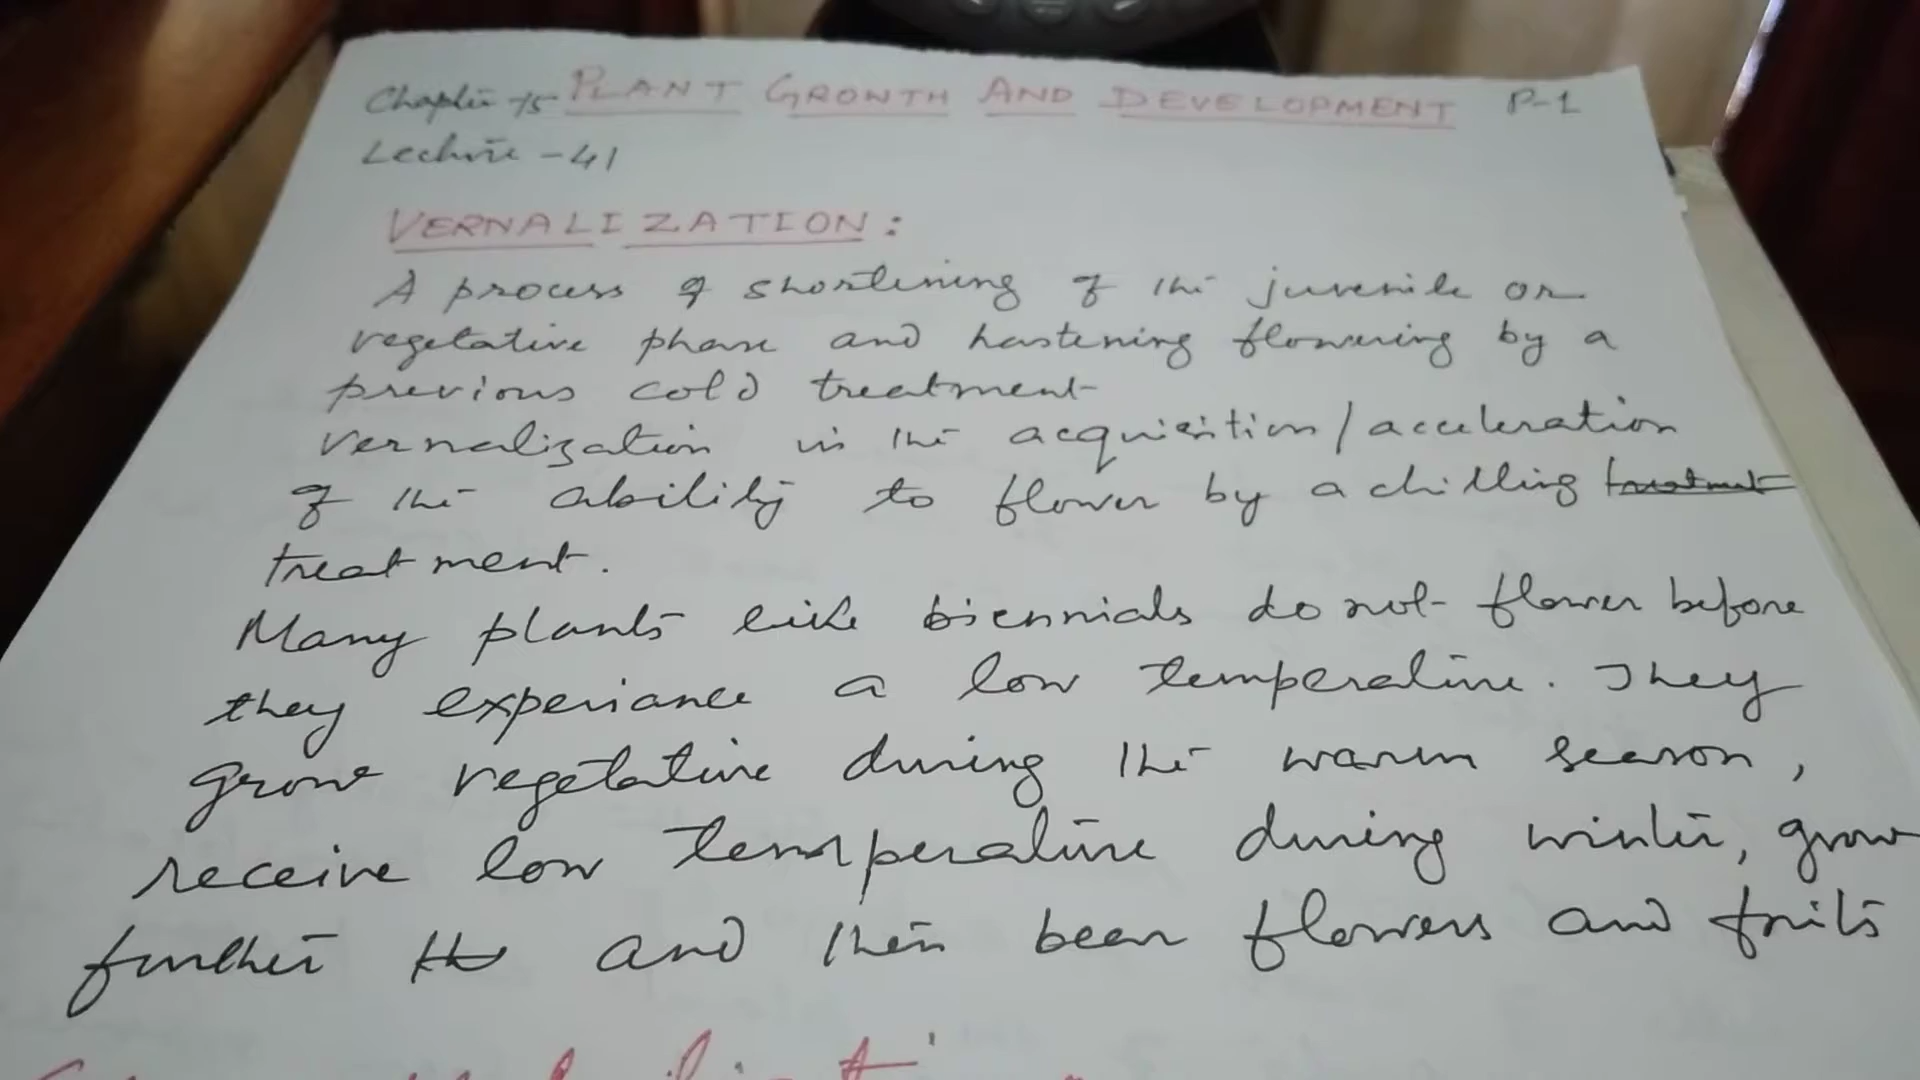 Chapter 15 PLANT GROWTH AND DEVELOPMENT P-1
Lecture - 41
VERNALIZATION :
A process of shortening of the juvenile or
vegetative phase and hastening flowering by a
previous cold treatment
Vernalization is the acquisition / acceleration
of the ability to flower by a chilling treatment
treatment.
Many plants like biennials do not flower before
they experiance a low temperature. They
grow vegetative during the warm season,
receive low temperature during winter, grow
further and then bear flowers and fruits